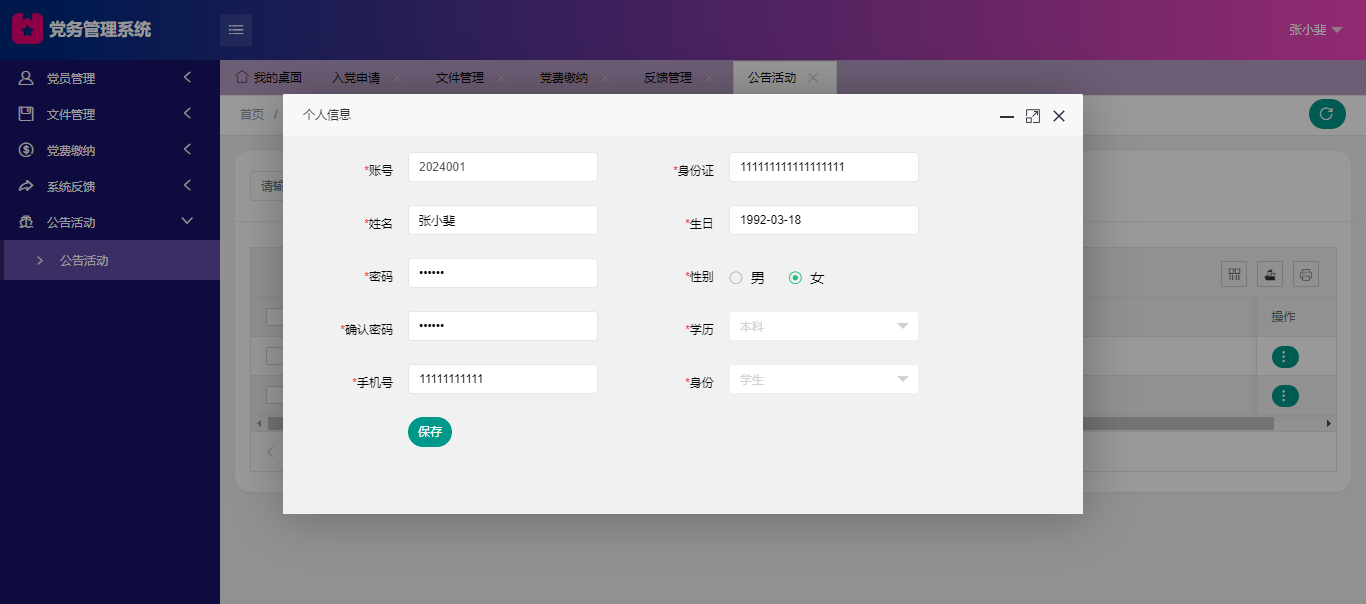 党务管理系统
张小斐
党员管理
文件管理
党费缴纳
系统反馈
公告活动
公告活动
我的桌面 入党申请 文件管理 党费缴纳 反馈管理 公告活动
首页 /
请输
操作
个人信息
*账号 2024001 *身份证 111111111111111111
*姓名 张小斐 *生日 1992-03-18
*密码 •••••• *性别 男 女
*确认密码 •••••• *学历 本科
*手机号 11111111111 *身份 学生
保存